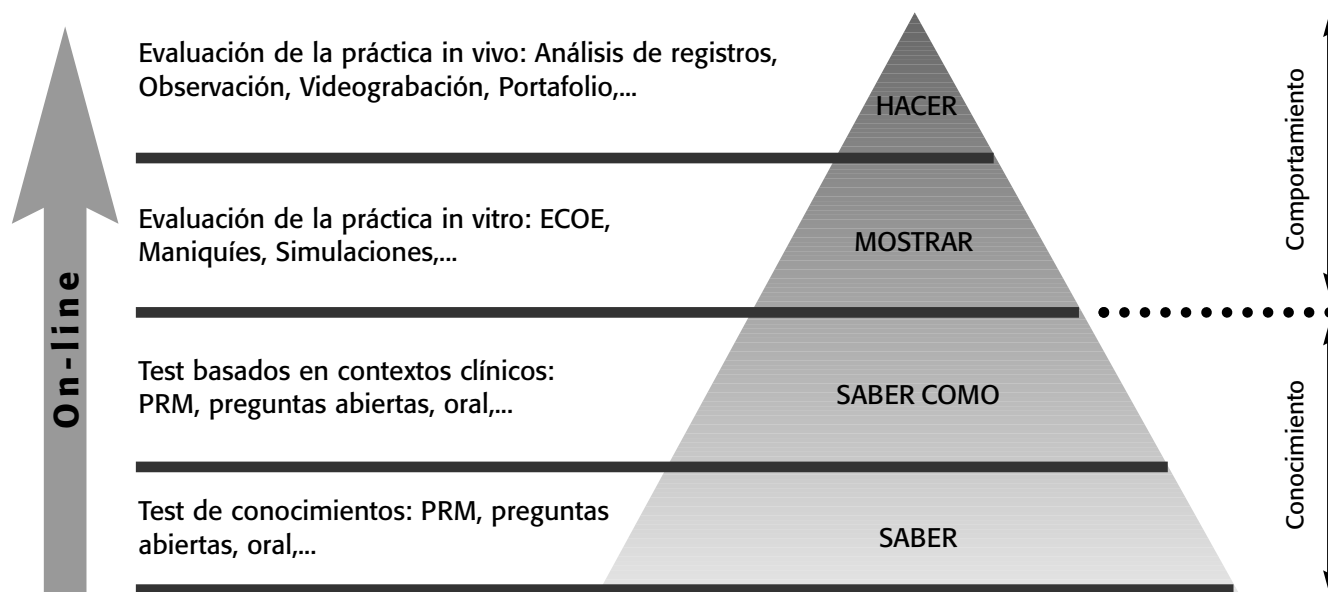 Evaluación de la práctica in vivo: Análisis de registros,
Observación, Videograbación, Portafolio,...
HACER
Evaluación de la práctica in vitro: ECOE,
Maniquíes, Simulaciones,...
MOSTRAR
Comportamiento
On-line
Test basados en contextos clínicos:
PRM, preguntas abiertas, oral,...
SABER COMO
Test de conocimientos: PRM, preguntas
abiertas, oral,...
SABER
Conocimiento